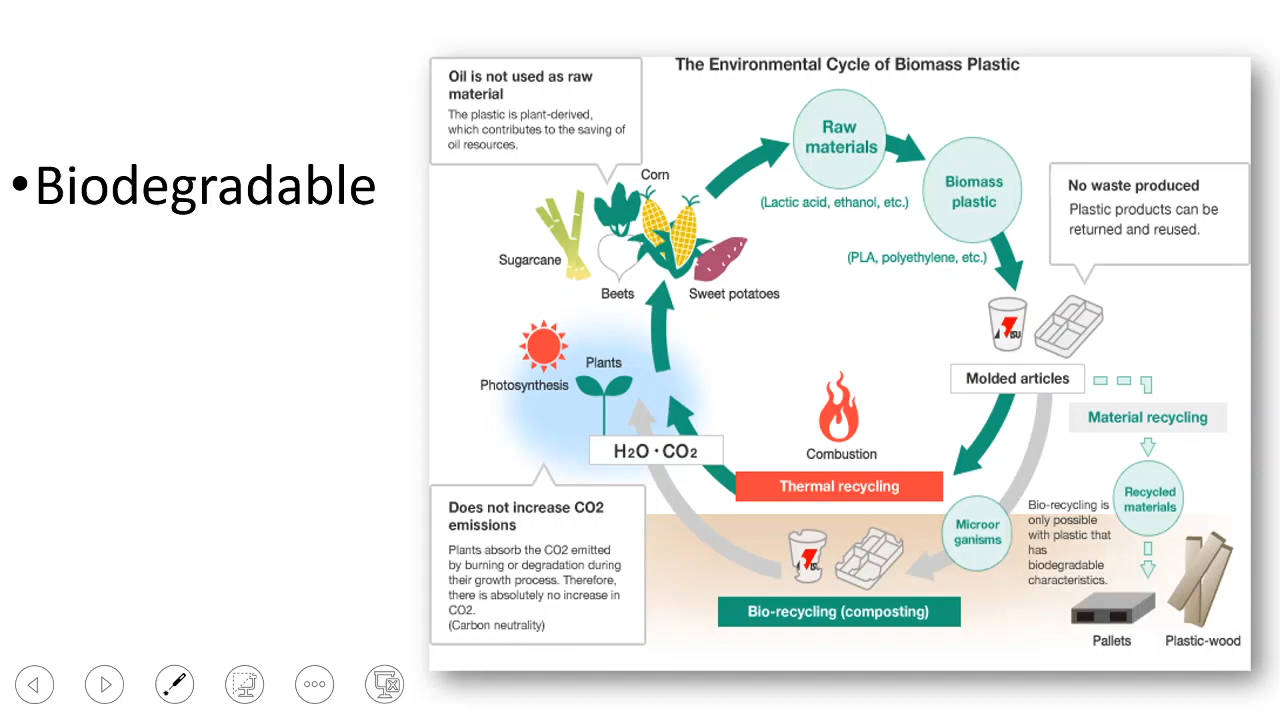 •Biodegradable
The Environmental Cycle of Biomass Plastic
Oil is not used as raw
material
The plastic is plant-derived,
which contributes to the saving of
oil resources.
Raw
materials
(Lactic acid, ethanol, etc.)
Biomass
plastic
(PLA, polyethylene, etc.)
No waste produced
Plastic products can be
returned and reused.
Corn
Sugarcane
Beets
Sweet potatoes
Photosynthesis
Plants
H2O・CO2
Molded articles
Combustion
Thermal recycling
Material recycling
Recycled
materials
Microor
ganisms
Bio-recycling is
only possible
with plastic that
has
biodegradable
characteristics.
Does not increase CO2
emissions
Plants absorb the CO2 emitted
by burning or degradation during
their growth process. Therefore,
there is absolutely no increase in
CO2.
(Carbon neutrality)
Bio-recycling (composting)
Pallets
Plastic-wood